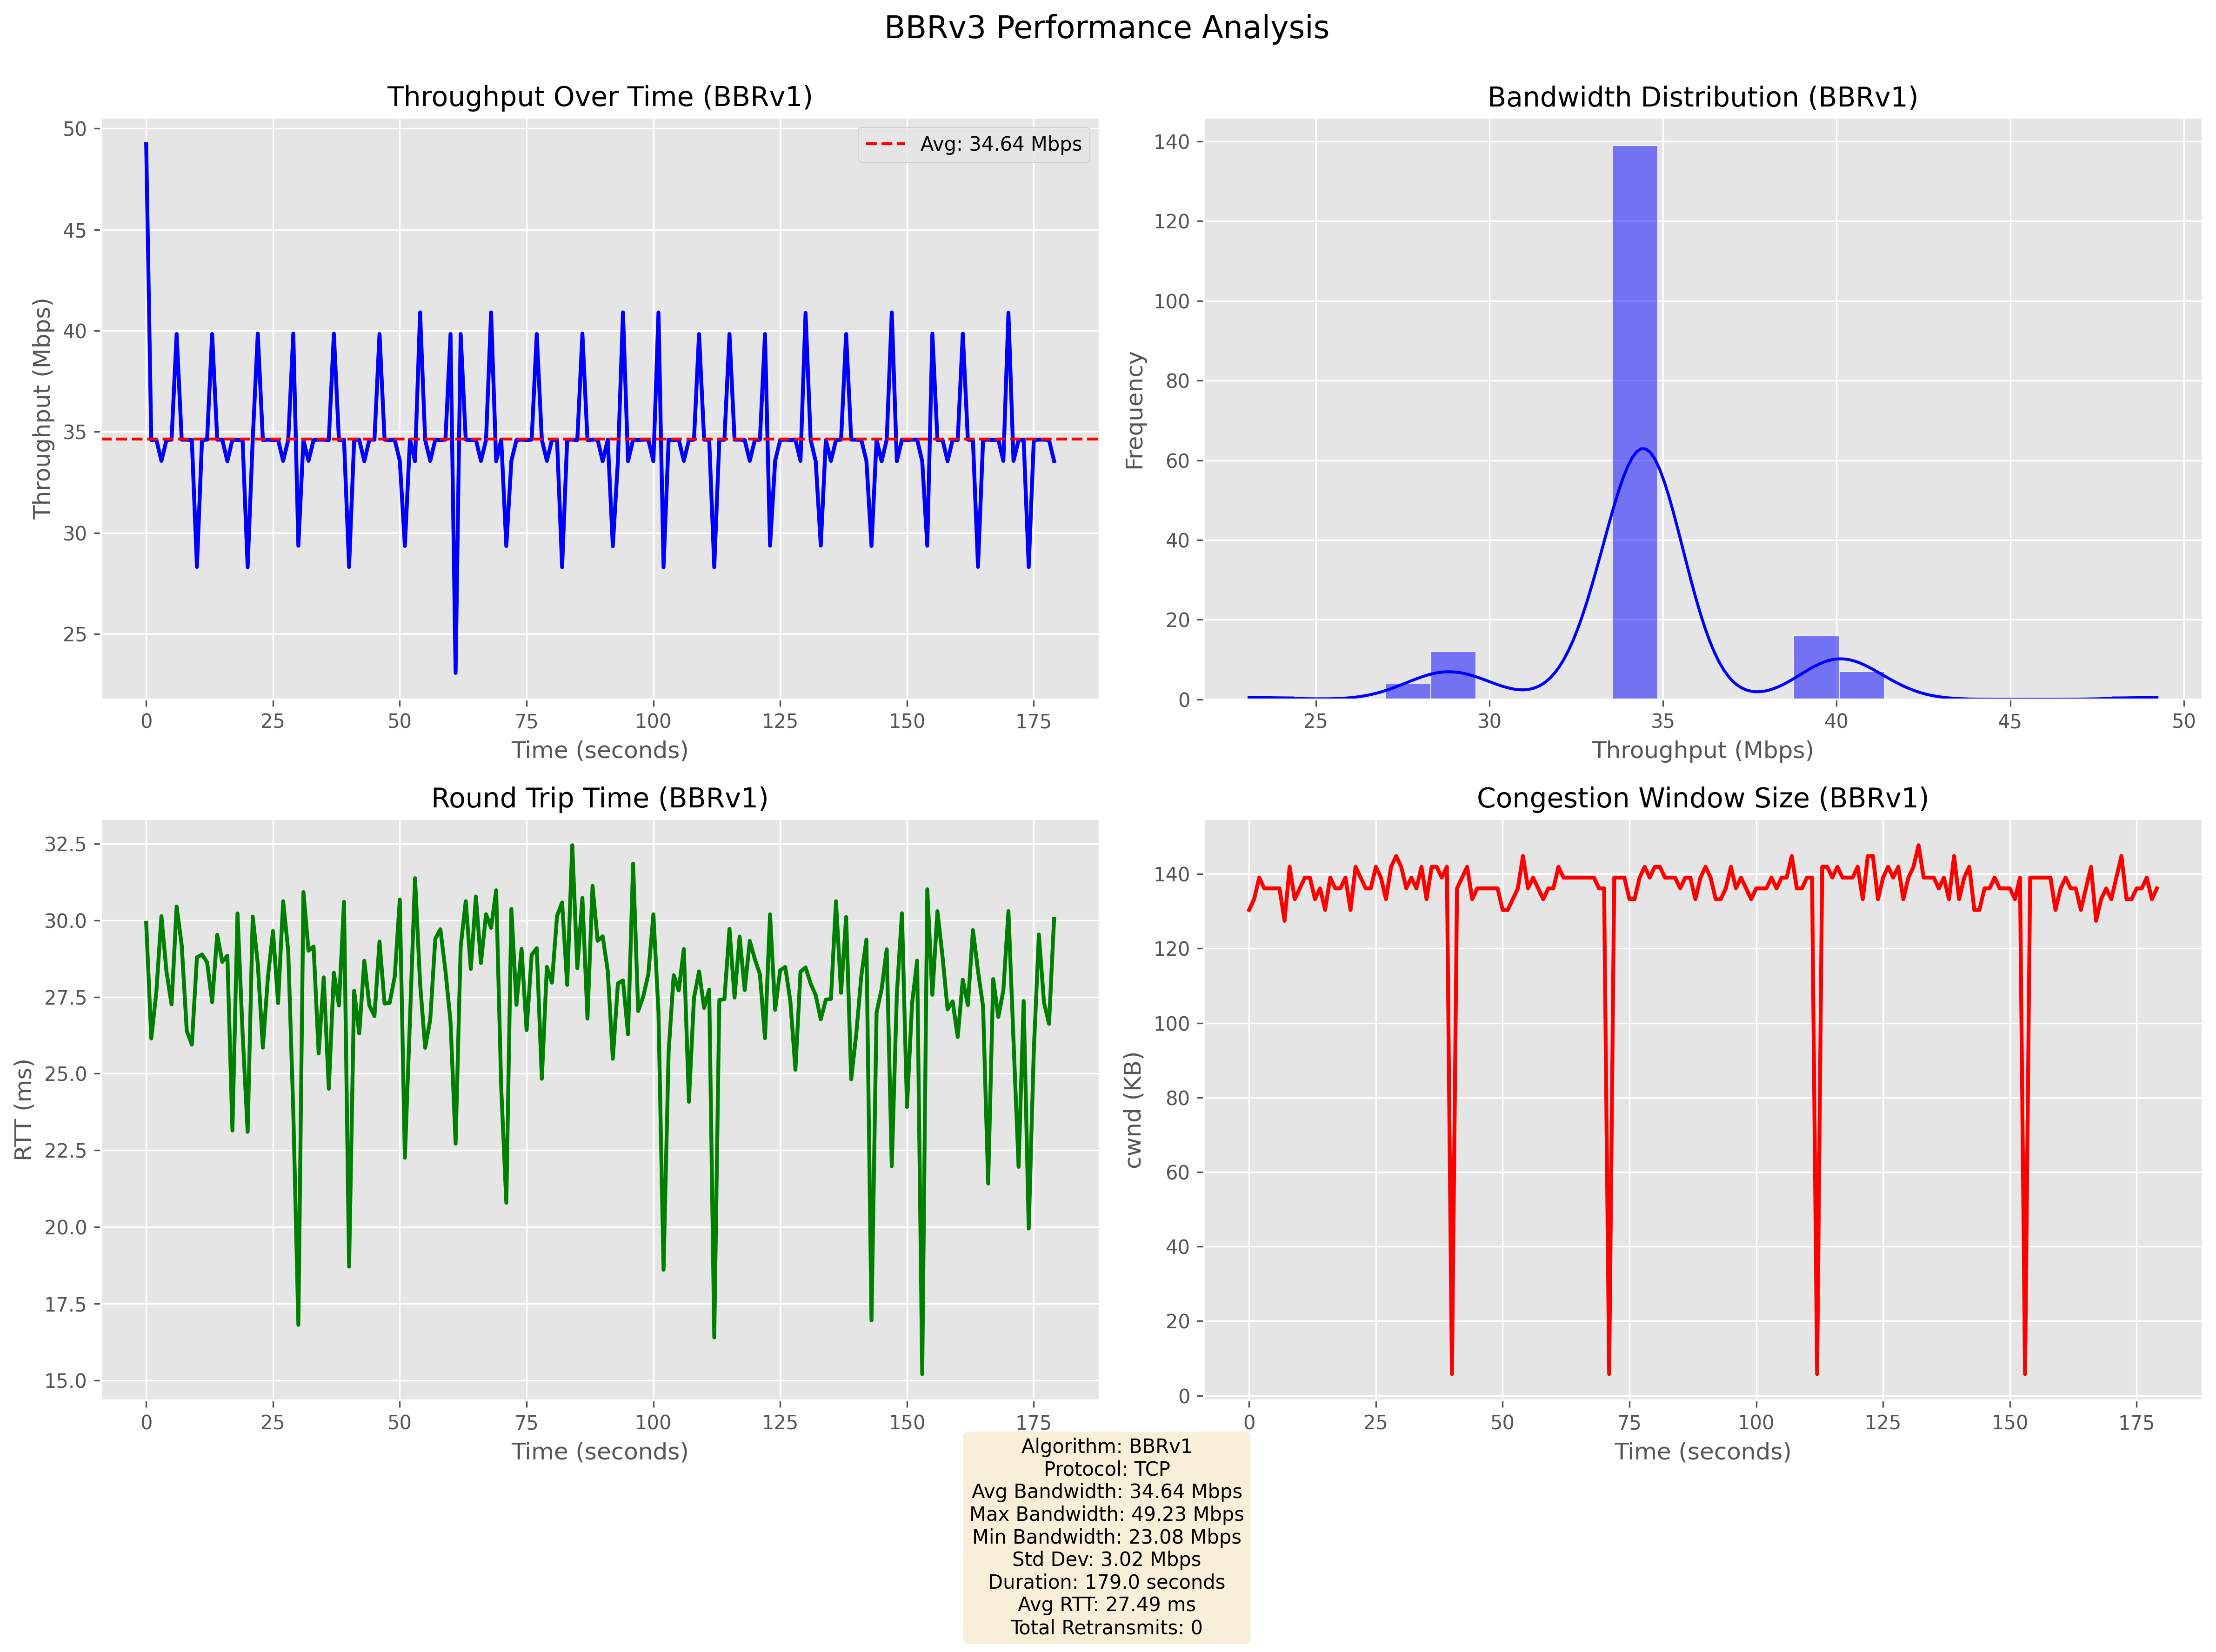 BBRv3 Performance Analysis
Throughput Over Time (BBRv1)
50
45
40
35
30
25
Throughput (Mbps)
Avg: 34.64 Mbps
0 25 50 75 100 125 150 175
Time (seconds)
Bandwidth Distribution (BBRv1)
140
120
100
80
60
40
20
0
Frequency
25 30 35 40 45 50
Throughput (Mbps)
Round Trip Time (BBRv1)
32.5
30.0
27.5
25.0
22.5
20.0
17.5
15.0
RTT (ms)
0 25 50 75 100 125 150 175
Time (seconds)
Congestion Window Size (BBRv1)
140
120
100
80
60
40
20
0
cwnd (KB)
0 25 50 75 100 125 150 175
Time (seconds)
Algorithm: BBRv1
Protocol: TCP
Avg Bandwidth: 34.64 Mbps
Max Bandwidth: 49.23 Mbps
Min Bandwidth: 23.08 Mbps
Std Dev: 3.02 Mbps
Duration: 179.0 seconds
Avg RTT: 27.49 ms
Total Retransmits: 0